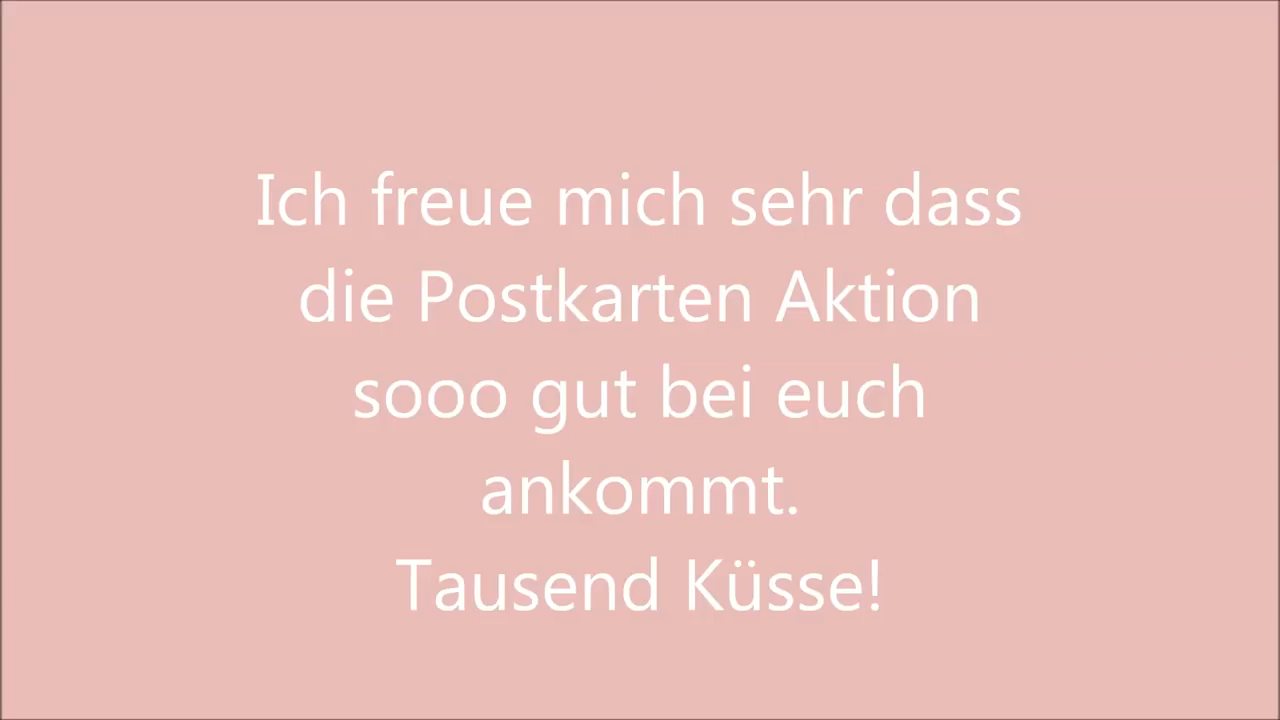 Ich freue mich sehr dass
die Postkarten Aktion
sooo gut bei euch
ankommt.
Tausend Küsse!